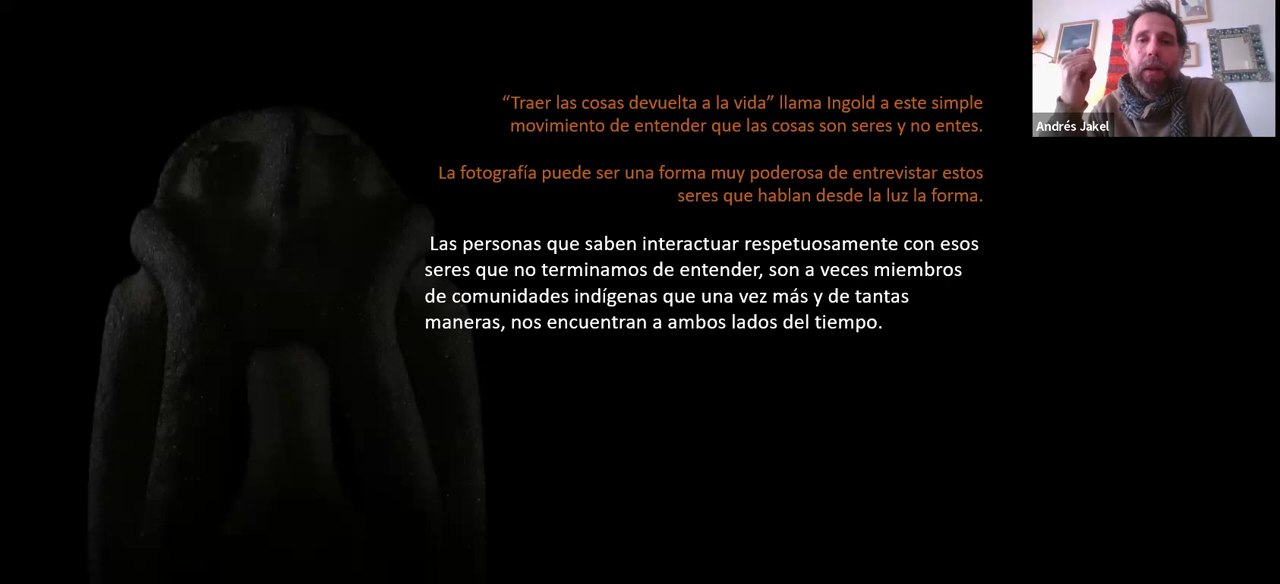 “Traer las cosas devuelta a la vida” llama Ingold a este simple
movimiento de entender que las cosas son seres y no entes.
La fotografía puede ser una forma muy poderosa de entrevistar estos
seres que hablan desde la luz la forma.
Las personas que saben interactuar respetuosamente con esos
seres que no terminamos de entender, son a veces miembros
de comunidades indígenas que una vez más y de tantas
maneras, nos encuentran a ambos lados del tiempo.
Andrés Jakel